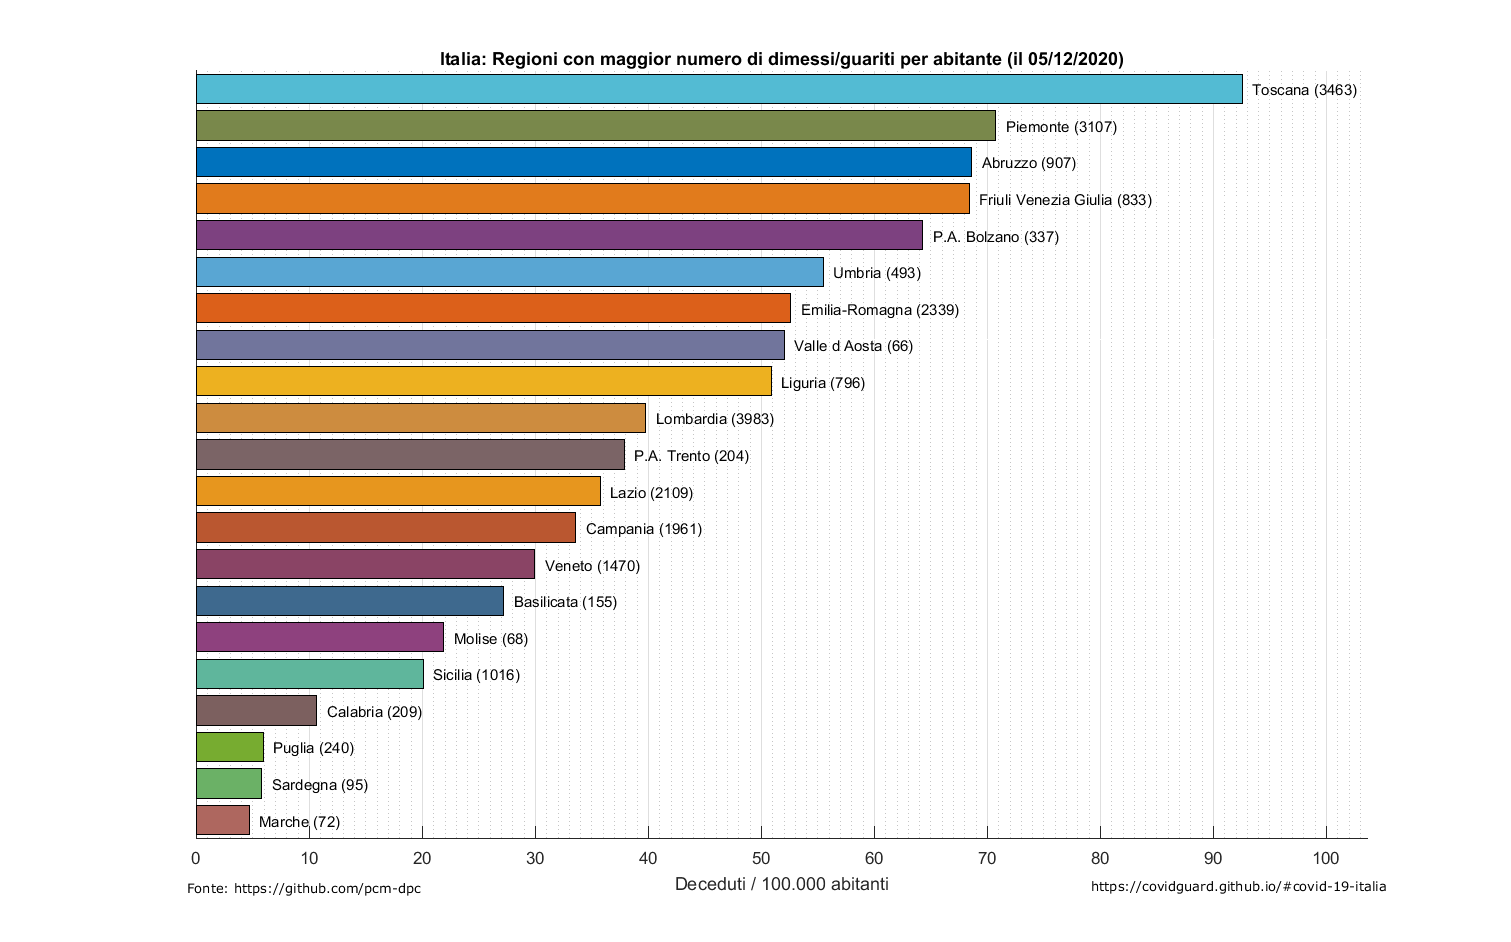 Italia: Regioni con maggior numero di dimessi/guariti per abitante (il 05/12/2020)
Toscana (3463)
Piemonte (3107)
Abruzzo (907)
Friuli Venezia Giulia (833)
P.A. Bolzano (337)
Umbria (493)
Emilia-Romagna (2339)
Valle d Aosta (66)
Liguria (796)
Lombardia (3983)
P.A. Trento (204)
Lazio (2109)
Campania (1961)
Veneto (1470)
Basilicata (155)
Molise (68)
Sicilia (1016)
Calabria (209)
Puglia (240)
Sardegna (95)
Marche (72)
0 10 20 30 40 50 60 70 80 90 100
Deceduti / 100.000 abitanti
Fonte: https://github.com/pcm-dpc
https://covidguard.github.io/#covid-19-italia